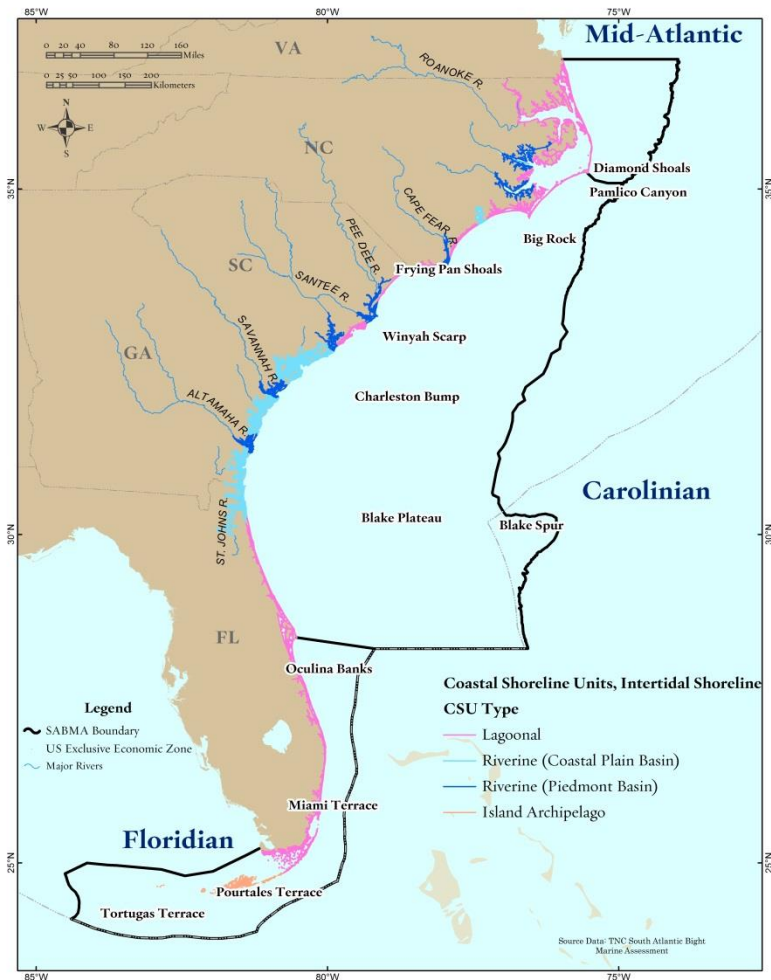 85°W
80°W
75°W
Mid-Atlantic
0 20 40 80 120 160
Miles
0 25 50 100 150 200
Kilometers
N
W E
S
VA
ROANOKE R.
NC
Diamond Shoals
35°N
Pamlico Canyon
35°N
CAPE FEAR R.
PEE DEE R.
Big Rock
SC
SANTEE R.
Frying Pan Shoals
SAVANNAH R.
Winyah Scarp
GA
ALTAMAHA R.
Charleston Bump
Carolinian
ST. JOHNS R.
Blake Plateau
Blake Spur
30°N
30°N
FL
Oculina Banks
Legend
SABMA Boundary
US Exclusive Economic Zone
Major Rivers
Coastal Shoreline Units, Intertidal Shoreline
CSU Type
Lagoonal
Riverine (Coastal Plain Basin)
Riverine (Piedmont Basin)
Island Archipelago
Miami Terrace
Floridian
25°N
25°N
Pourtales Terrace
Tortugas Terrace
Source Data: TNC South Atlantic Bight
Marine Assessment
85°W
80°W
75°W